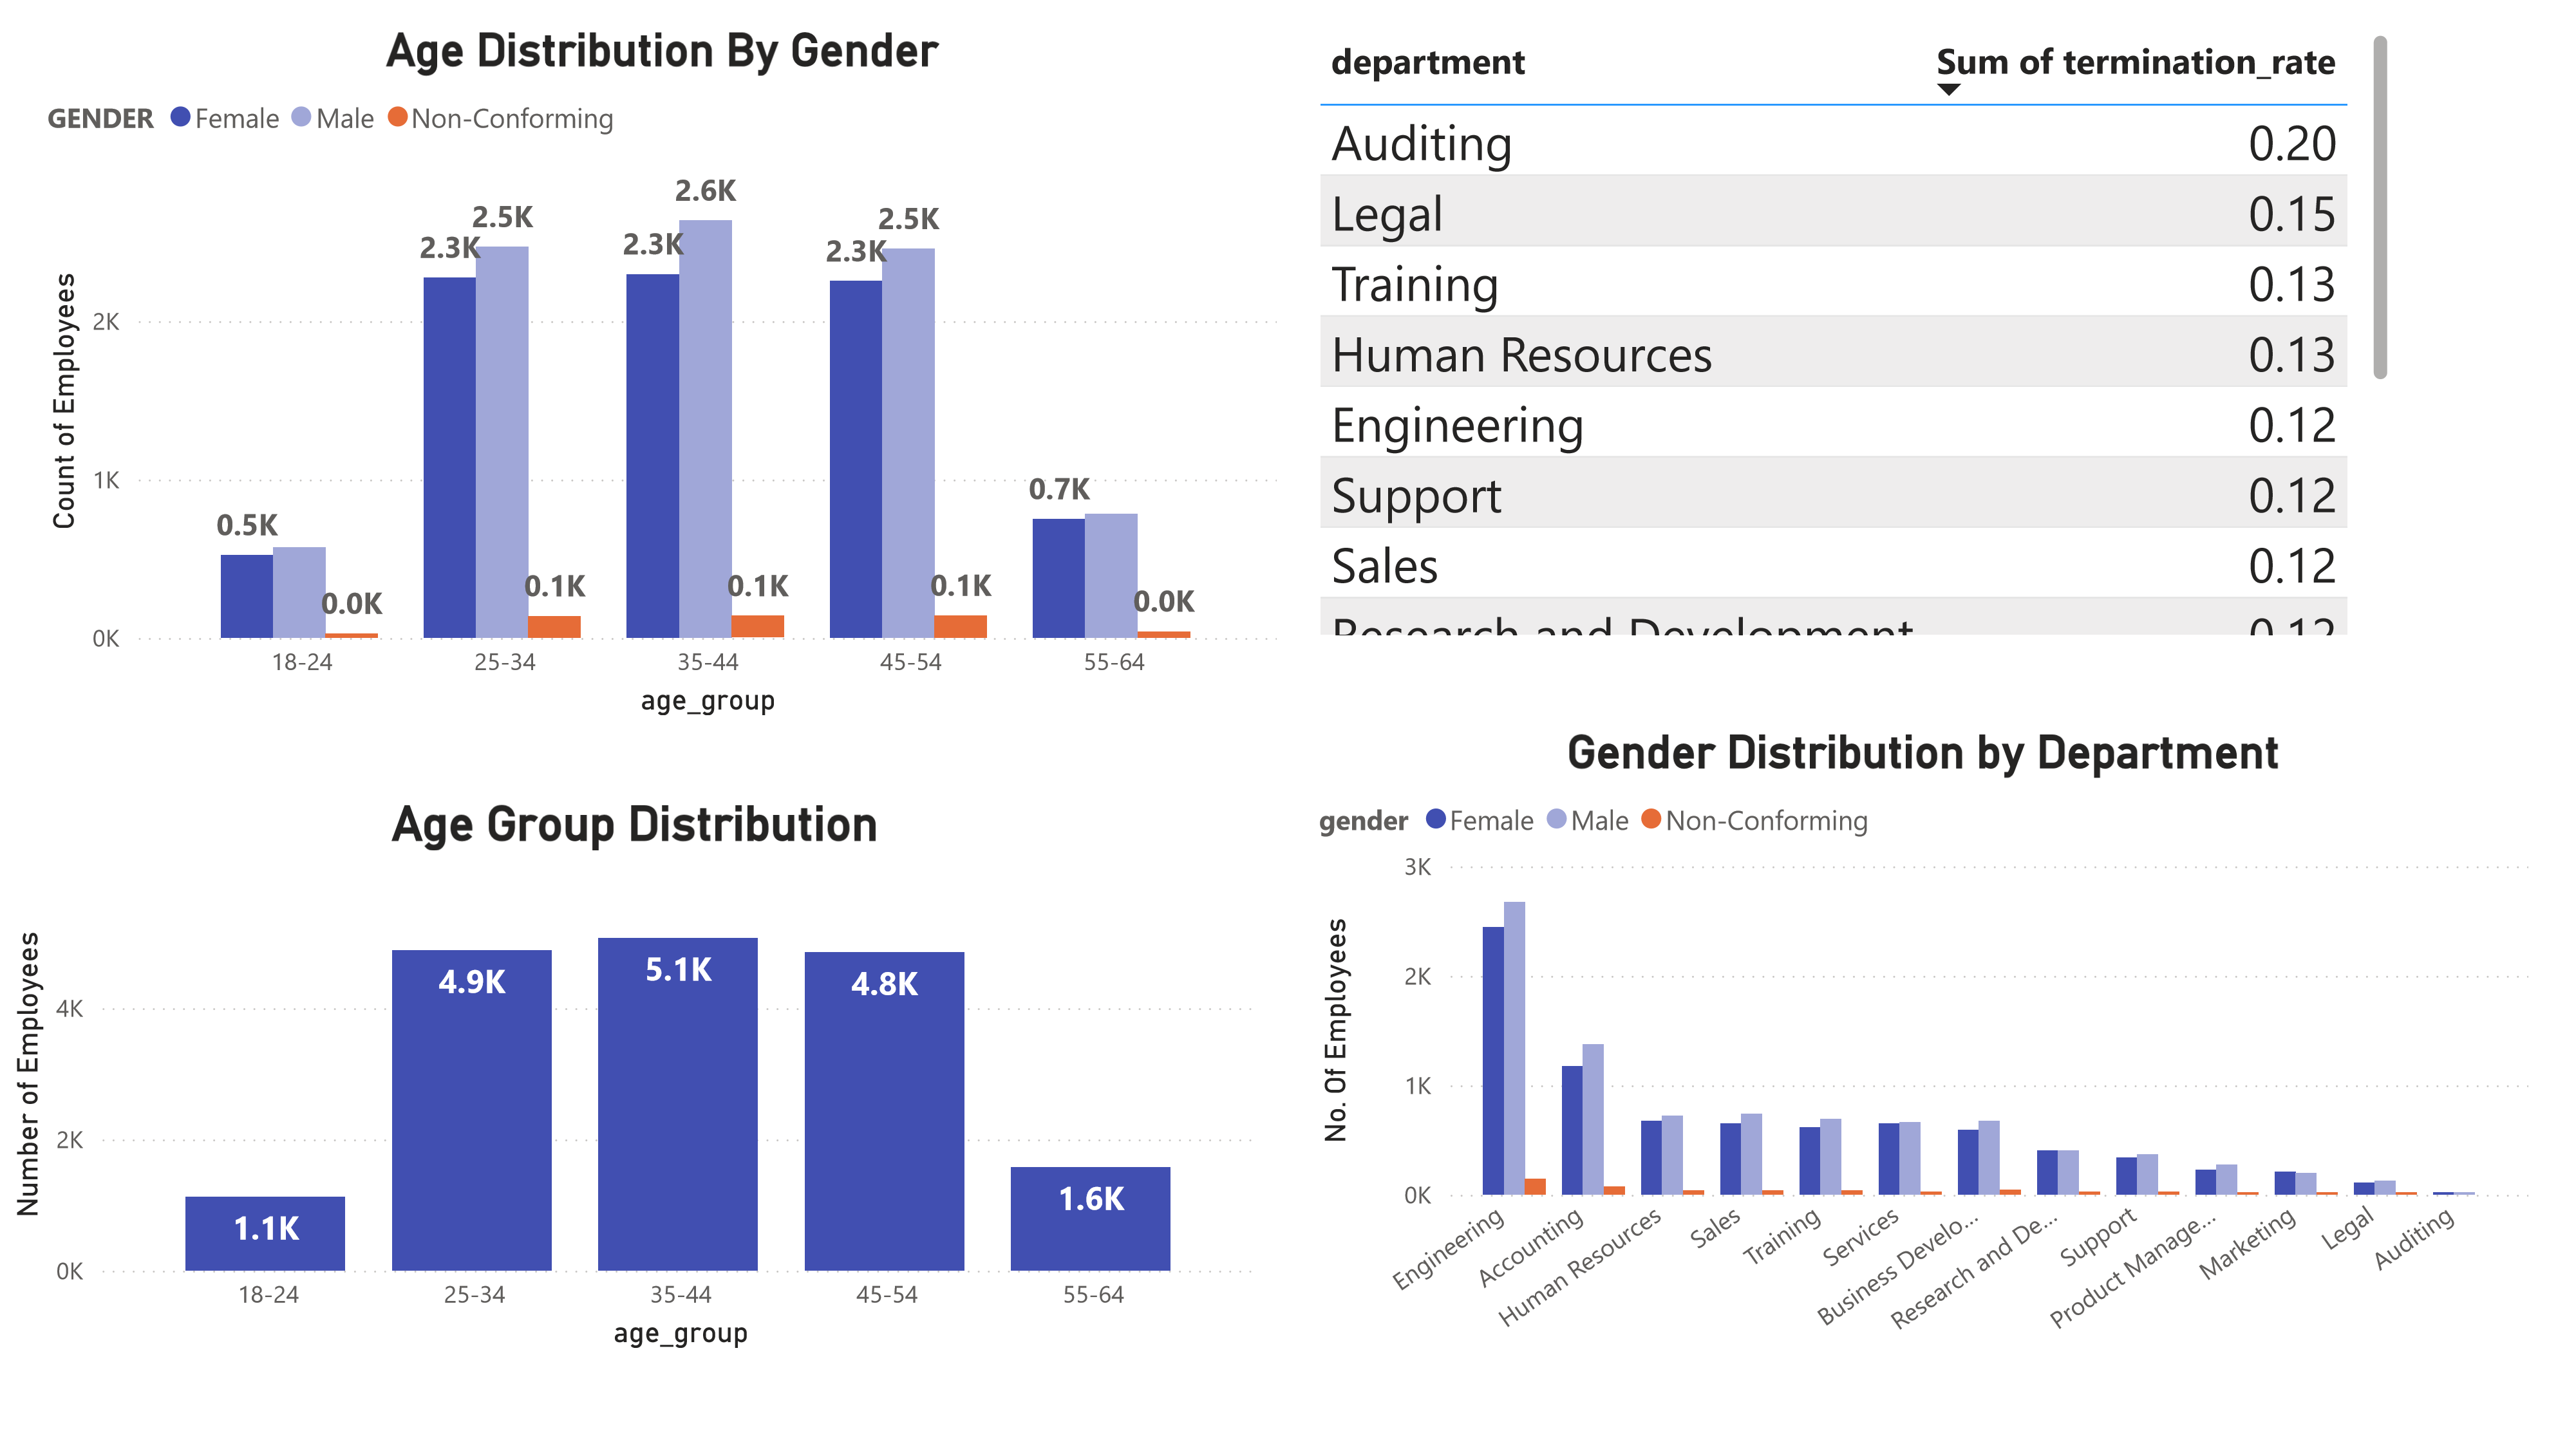 Age Distribution By Gender
GENDER Female Male Non-Conforming
Count of Employees
2K
1K
0K
0.5K
0.0K
2.3K
2.5K
0.1K
2.3K
2.6K
0.1K
2.3K
2.5K
0.1K
0.7K
0.0K
18-24 25-34 35-44 45-54 55-64
age_group
department Sum of termination_rate
Auditing 0.20
Legal 0.15
Training 0.13
Human Resources 0.13
Engineering 0.12
Support 0.12
Sales 0.12
Research and Development 0.12
Age Group Distribution
Number of Employees
4K
2K
0K
1.1K
4.9K
5.1K
4.8K
1.6K
18-24 25-34 35-44 45-54 55-64
age_group
Gender Distribution by Department
gender Female Male Non-Conforming
No. Of Employees
3K
2K
1K
0K
Engineering
Accounting
Human Resources
Sales
Training
Services
Business Develo...
Research and De...
Support
Product Manage...
Marketing
Legal
Auditing